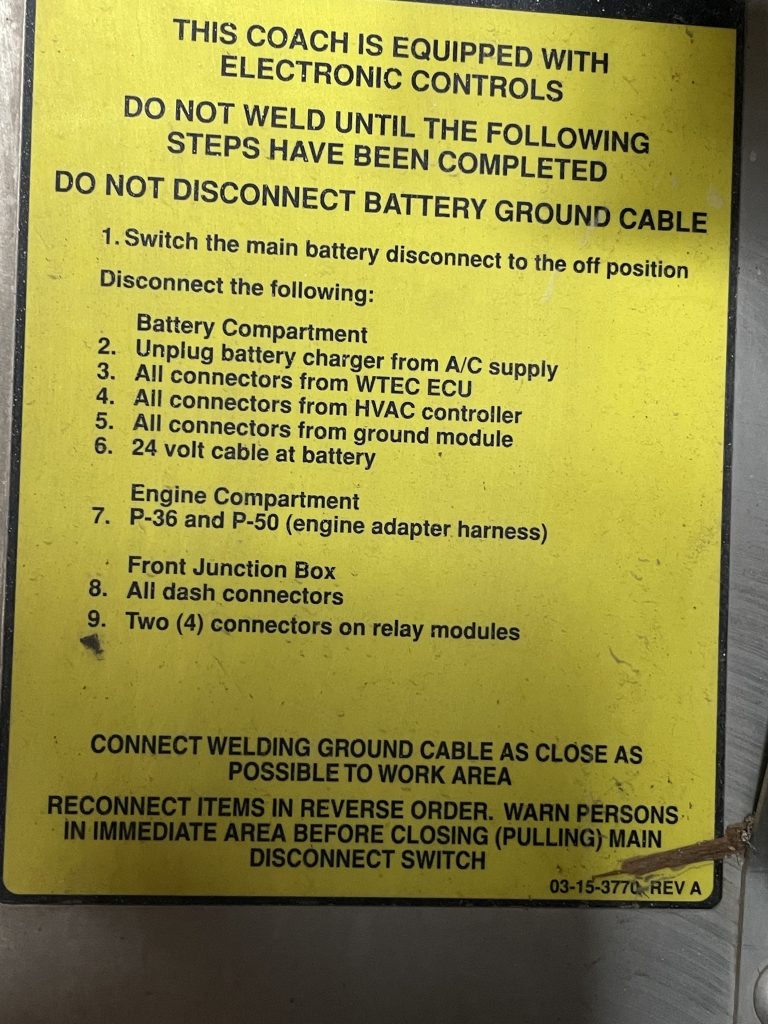 THIS COACH IS EQUIPPED WITH
ELECTRONIC CONTROLS
DO NOT WELD UNTIL THE FOLLOWING
STEPS HAVE BEEN COMPLETED
DO NOT DISCONNECT BATTERY GROUND CABLE
1. Switch the main battery disconnect to the off position
Disconnect the following:
Battery Compartment
2. Unplug battery charger from A/C supply
3. All connectors from WTEC ECU
4. All connectors from HVAC controller
5. All connectors from ground module
6. 24 volt cable at battery
Engine Compartment
7. P-36 and P-50 (engine adapter harness)
Front Junction Box
8. All dash connectors
9. Two (4) connectors on relay modules
CONNECT WELDING GROUND CABLE AS CLOSE AS
POSSIBLE TO WORK AREA
RECONNECT ITEMS IN REVERSE ORDER. WARN PERSONS
IN IMMEDIATE AREA BEFORE CLOSING (PULLING) MAIN
DISCONNECT SWITCH
REV A